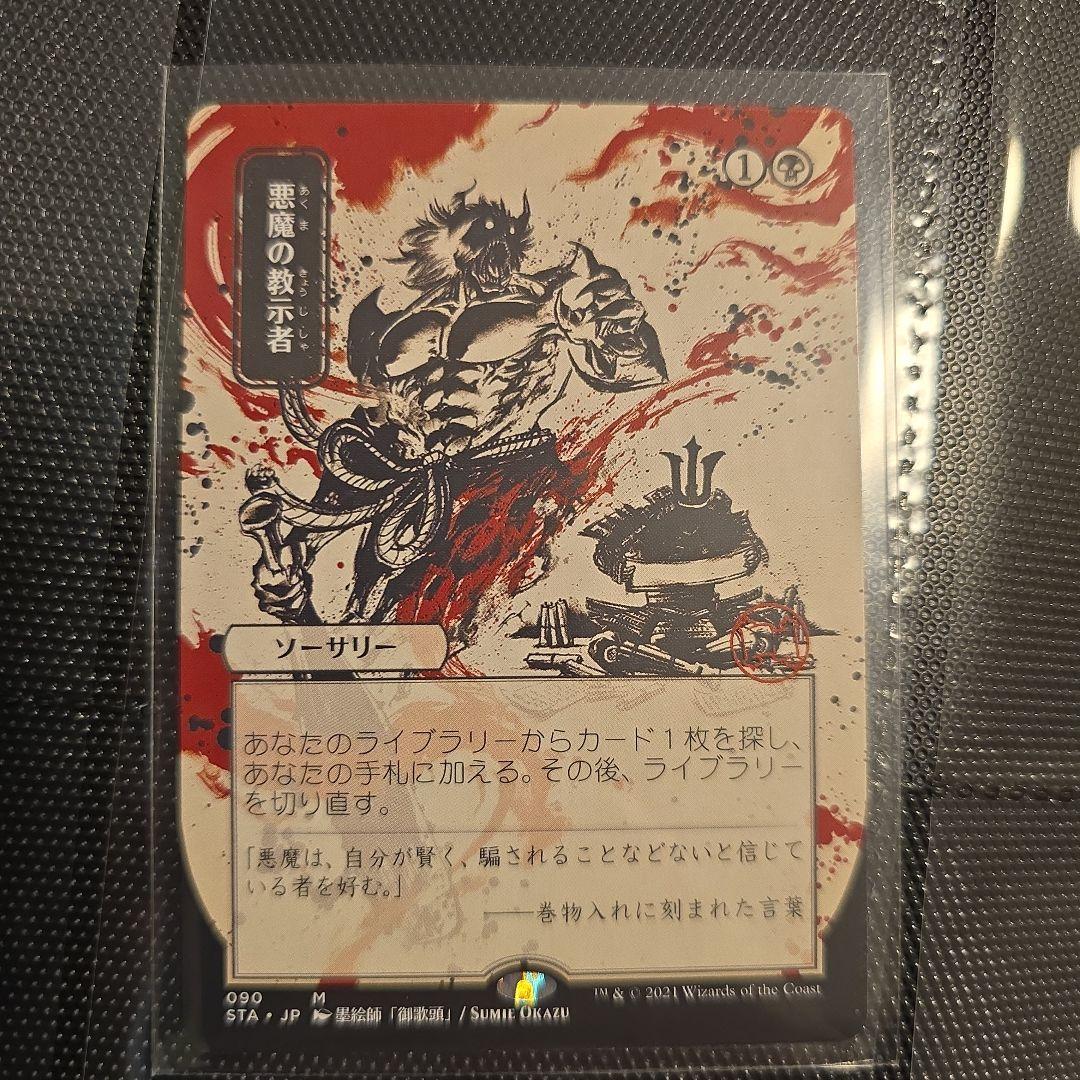 悪魔の教示者
あくま
きょうじしゃ
1
ソーサリー
あなたのライブラリーからカード1枚を探し、
あなたの手札に加える。その後、ライブラリー
を切り直す。
「悪魔は、自分が賢く、騙されることなどないと信じて
いる者を好む。」
――巻物入れに刻まれた言葉
090 M
STA • JP 墨絵師「御歌頭」/ SUMIE OKAZU
™ & © 2021 Wizards of the Coast